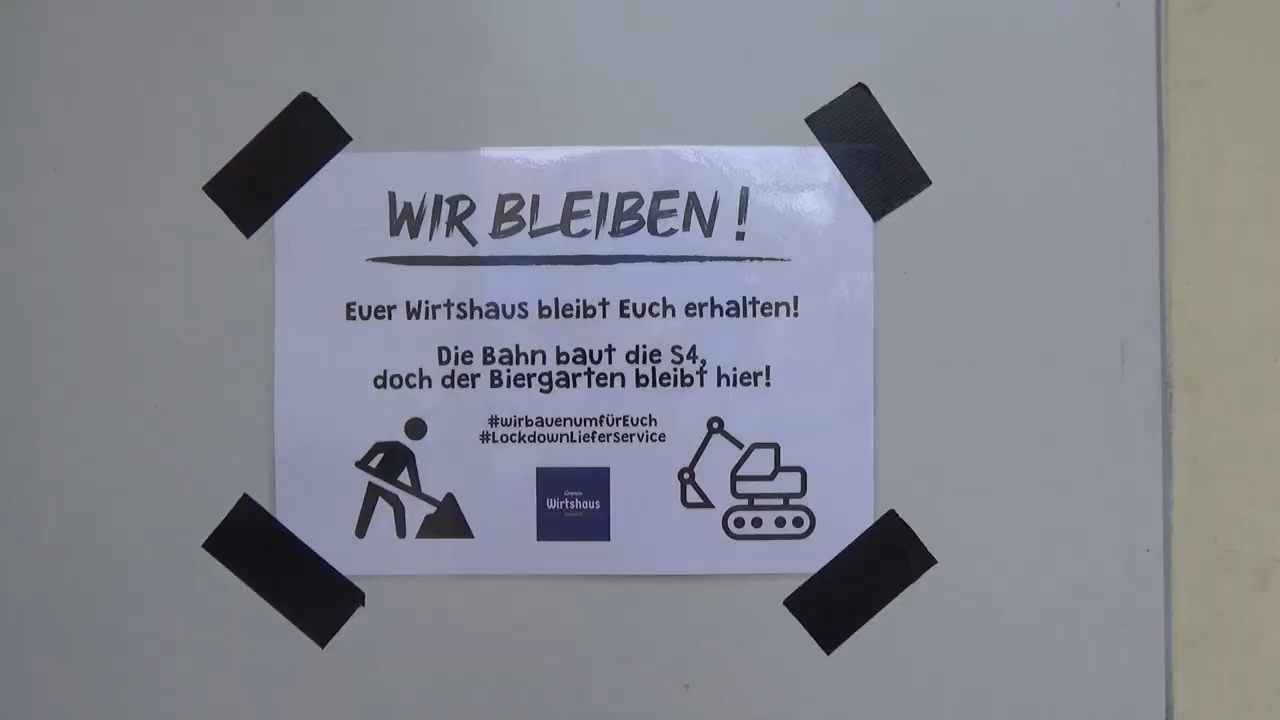 WIR BLEIBEN !
Euer Wirtshaus bleibt Euch erhalten!
Die Bahn baut die S4,
doch der Biergarten bleibt hier!
#wirbauenumfürEuch
#LockdownLieferservice
Wirtshaus